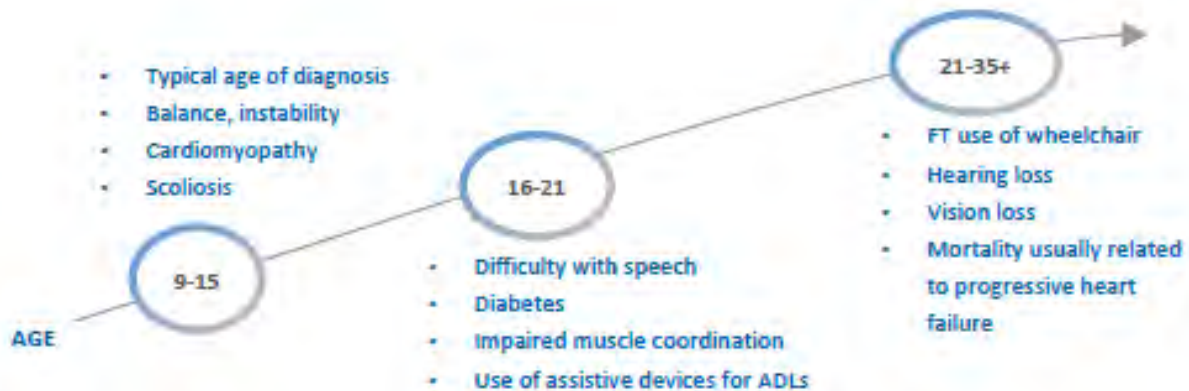 • Typical age of diagnosis
• Balance, instability
• Cardiomyopathy
• Scoliosis
9-15
AGE
16-21
• Difficulty with speech
• Diabetes
• Impaired muscle coordination
• Use of assistive devices for ADLs
21-35+
• FT use of wheelchair
• Hearing loss
• Vision loss
• Mortality usually related
to progressive heart
failure